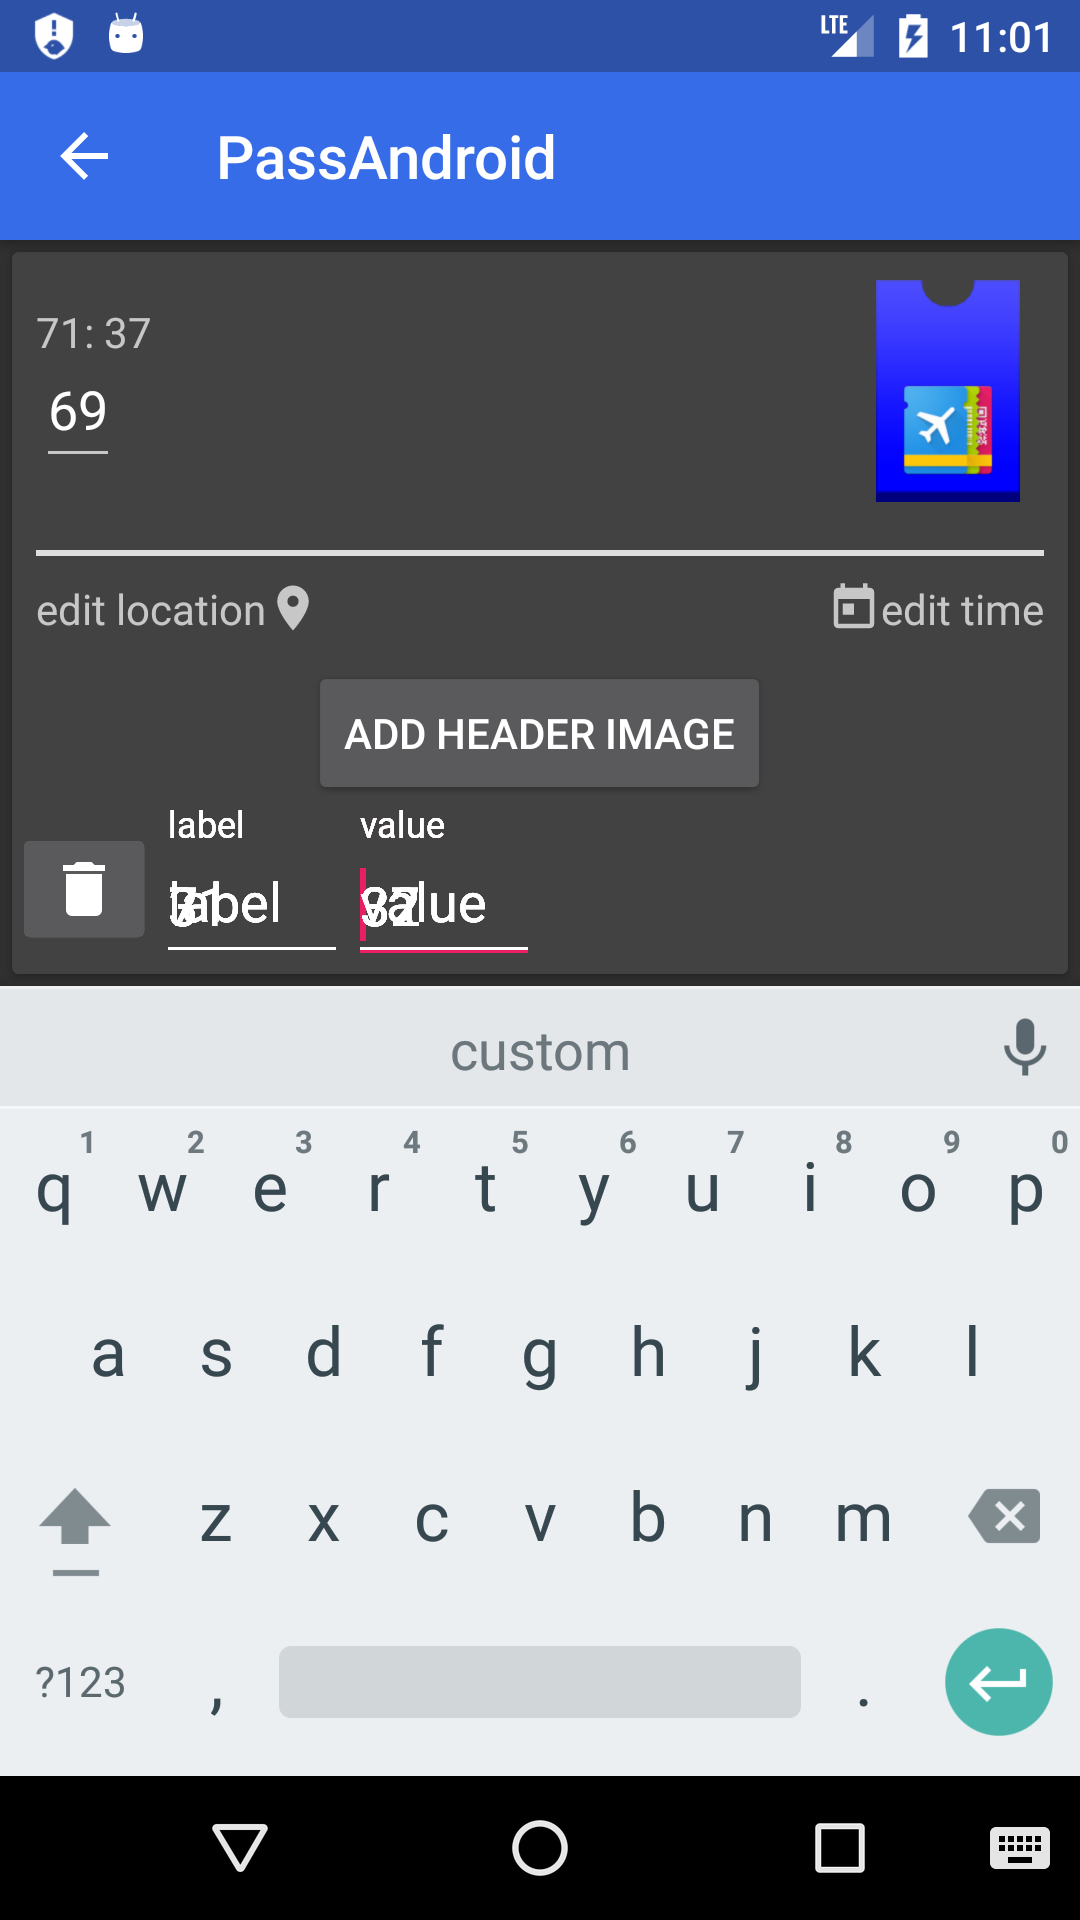 LTE 11:01
PassAndroid
71: 37
69
edit location edit time
ADD HEADER IMAGE
label value
label value
custom
1 2 3 4 5 6 7 8 9 0
q w e r t y u i o p
a s d f g h j k l
z x c v b n m
?123 , .